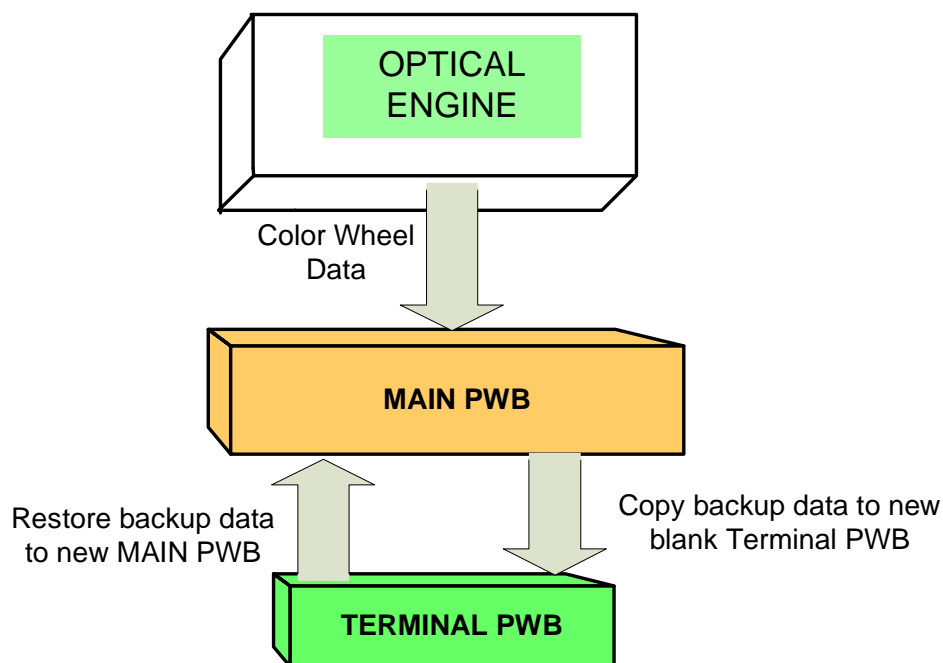 OPTICAL
ENGINE
Color Wheel
Data
MAIN PWB
Restore backup data
to new MAIN PWB
Copy backup data to new
blank Terminal PWB
TERMINAL PWB